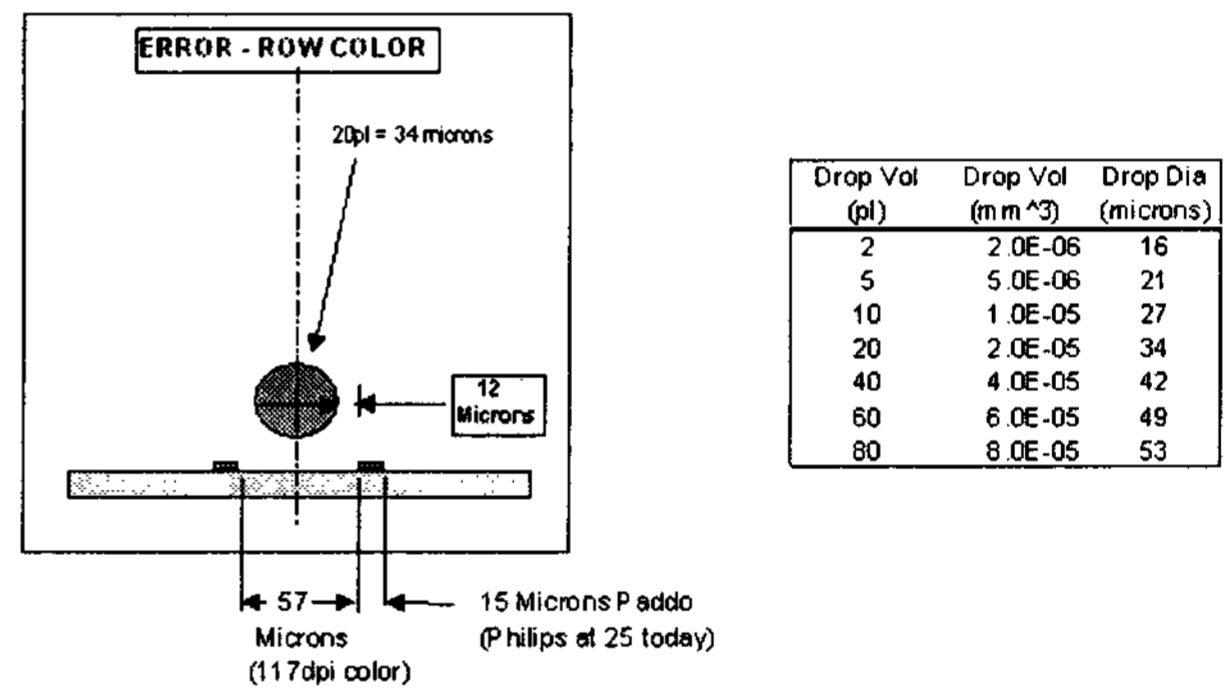 ERROR - ROW COLOR
20pl = 34 microns
12
Microns
57
Microns
(117dpi color)
15 Microns Paddo
(Philips at 25 today)
Drop Vol Drop Vol Drop Dia
(pl) (mm^3) (microns)
2 2.0E-06 16
5 5.0E-06 21
10 1.0E-05 27
20 2.0E-05 34
40 4.0E-05 42
60 6.0E-05 49
80 8.0E-05 53